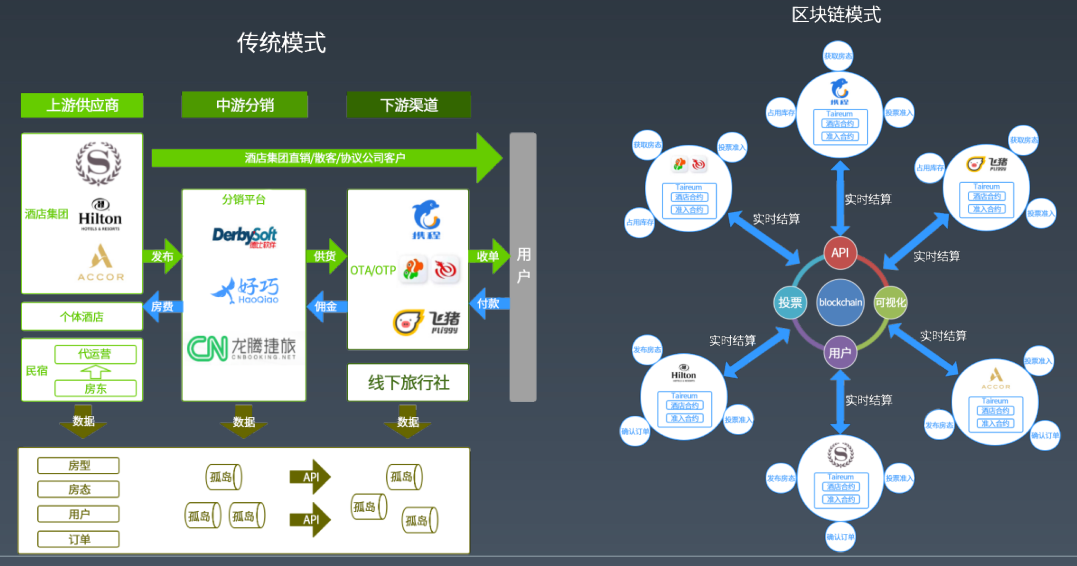 传统模式
上游供应商
中游分销
下游渠道
酒店集团直销/散客/协议公司客户
酒店集团
S
Hilton
HOTELS & RESORTS
ACCOR
个体酒店
民宿
代运营
房东
发布
房费
分销平台
DerbySoft
德比软件
好巧
HaoQiao
CN
龙腾捷旅
CNBOOKING.NET
供货
佣金
OTA/OTP
携程
飞猪
FLIGGY
线下旅行社
收单
付款
用户
数据
数据
数据
房型
房态
用户
订单
孤岛
孤岛
孤岛
API
API
孤岛
孤岛
孤岛
区块链模式
获取房态
占用库存
投票准入
携程
Taireum
酒店合约
准入合约
获取房态
投票准入
占用库存
Taireum
酒店合约
准入合约
获取房态
占用库存
投票准入
飞猪
FLIGGY
Taireum
酒店合约
准入合约
实时结算
实时结算
实时结算
API
投票
blockchain
可视化
用户
实时结算
实时结算
实时结算
发布房态
确认订单
投票准入
Hilton
Taireum
酒店合约
准入合约
投票准入
发布房态
确认订单
ACCOR
Taireum
酒店合约
准入合约
发布房态
投票准入
确认订单
S
Taireum
酒店合约
准入合约